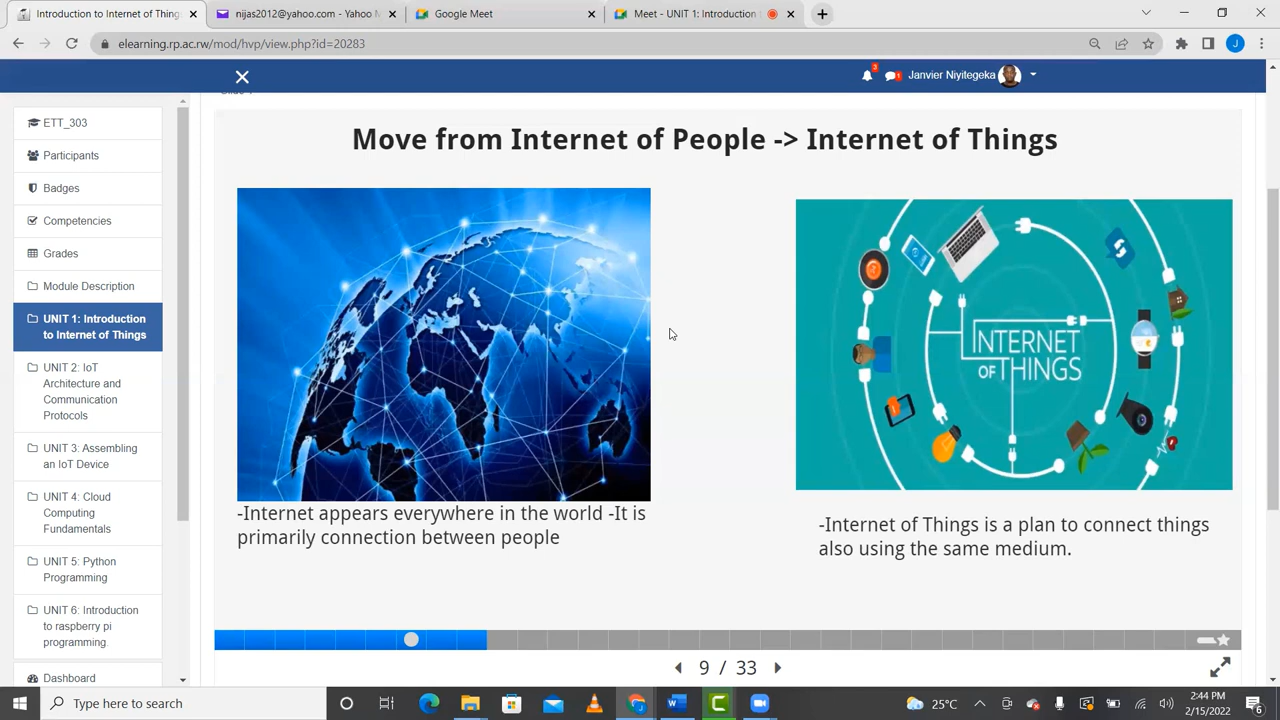 Introduction to Internet of Thing
nijas2012@yahoo.com - Yahoo M
Google Meet
Meet - UNIT 1: Introduction t
elearning.rp.ac.rw/mod/hvp/view.php?id=20283
J
3
1
Janvier Niyitegeka
ETT_303
Participants
Badges
Competencies
Grades
Module Description
UNIT 1: Introduction
to Internet of Things
UNIT 2: IoT
Architecture and
Communication
Protocols
UNIT 3: Assembling
an IoT Device
UNIT 4: Cloud
Computing
Fundamentals
UNIT 5: Python
Programming
UNIT 6: Introduction
to raspberry pi
programming.
Dashboard
Move from Internet of People -> Internet of Things
INTERNET
OF THINGS
-Internet appears everywhere in the world -It is
primarily connection between people
-Internet of Things is a plan to connect things
also using the same medium.
9 / 33
Type here to search
25°C
2:44 PM
2/15/2022
6